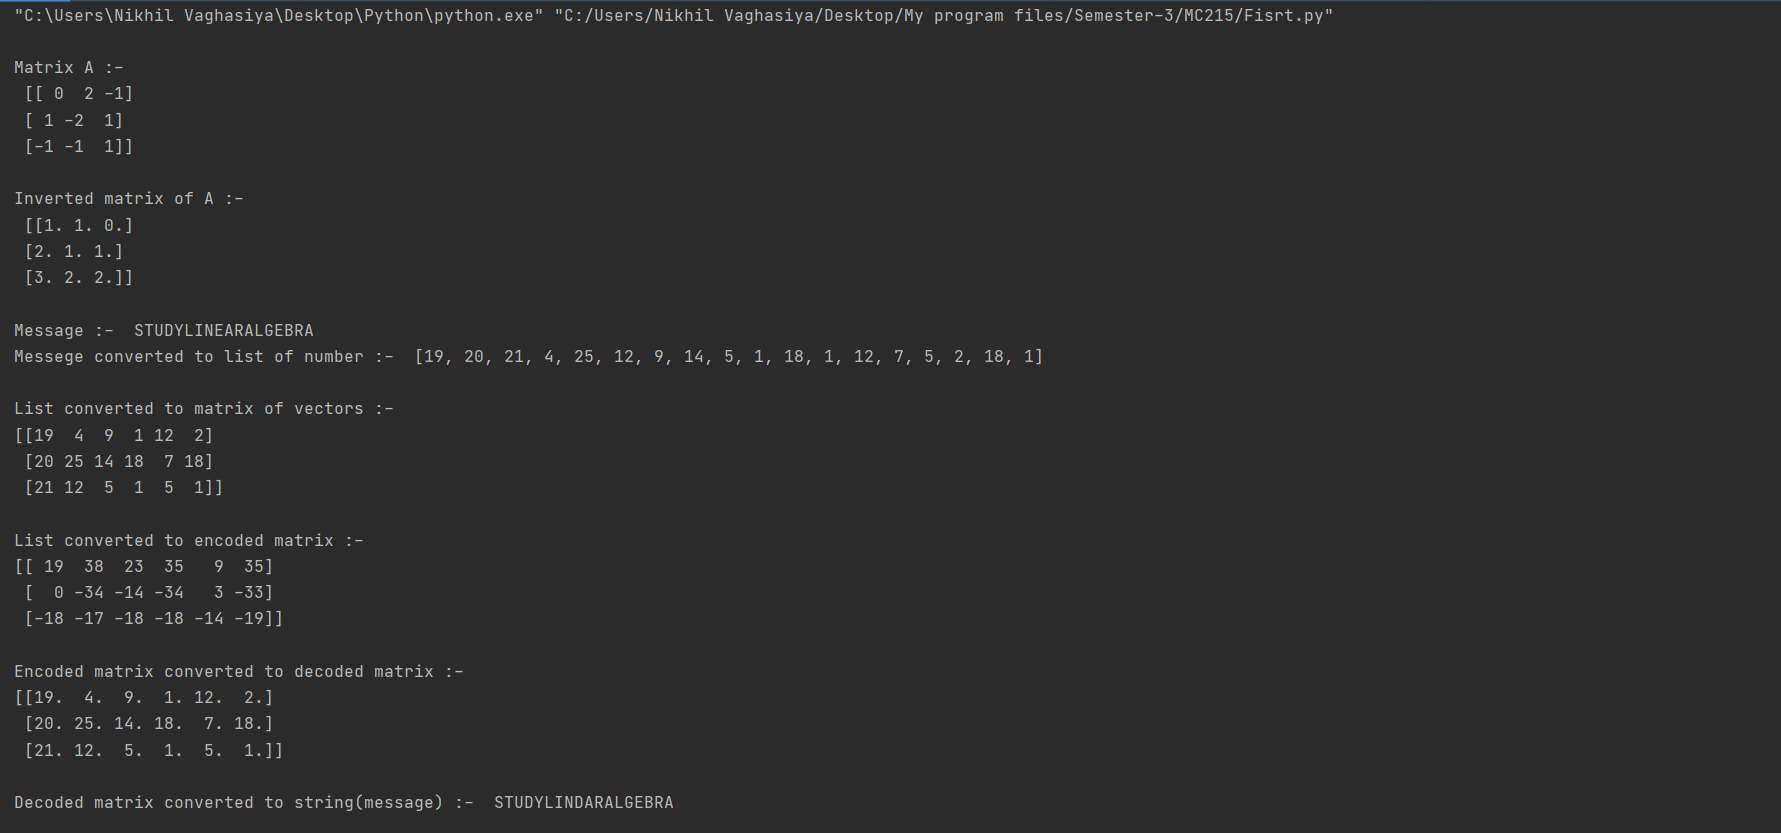 "C:\Users\Nikhil Vaghasiya\Desktop\Python\python.exe" "C:/Users/Nikhil Vaghasiya/Desktop/My program files/Semester-3/MC215/Fisrt.py"
Matrix A :-
[[ 0  2 -1]
[ 1 -2  1]
[-1 -1  1]]
Inverted matrix of A :-
[[1. 1. 0.]
[2. 1. 1.]
[3. 2. 2.]]
Message :-  STUDYLINEARALGEBRA
Messege converted to list of number :-  [19, 20, 21, 4, 25, 12, 9, 14, 5, 1, 18, 1, 12, 7, 5, 2, 18, 1]
List converted to matrix of vectors :-
[[19  4  9  1 12  2]
[20 25 14 18  7 18]
[21 12  5  1  5  1]]
List converted to encoded matrix :-
[[ 19  38  23  35   9  35]
[  0 -34 -14 -34   3 -33]
[-18 -17 -18 -18 -14 -19]]
Encoded matrix converted to decoded matrix :-
[[19.  4.  9.  1. 12.  2.]
[20. 25. 14. 18.  7. 18.]
[21. 12.  5.  1.  5.  1.]]
Decoded matrix converted to string(message) :-  STUDYLINDARALGEBRA